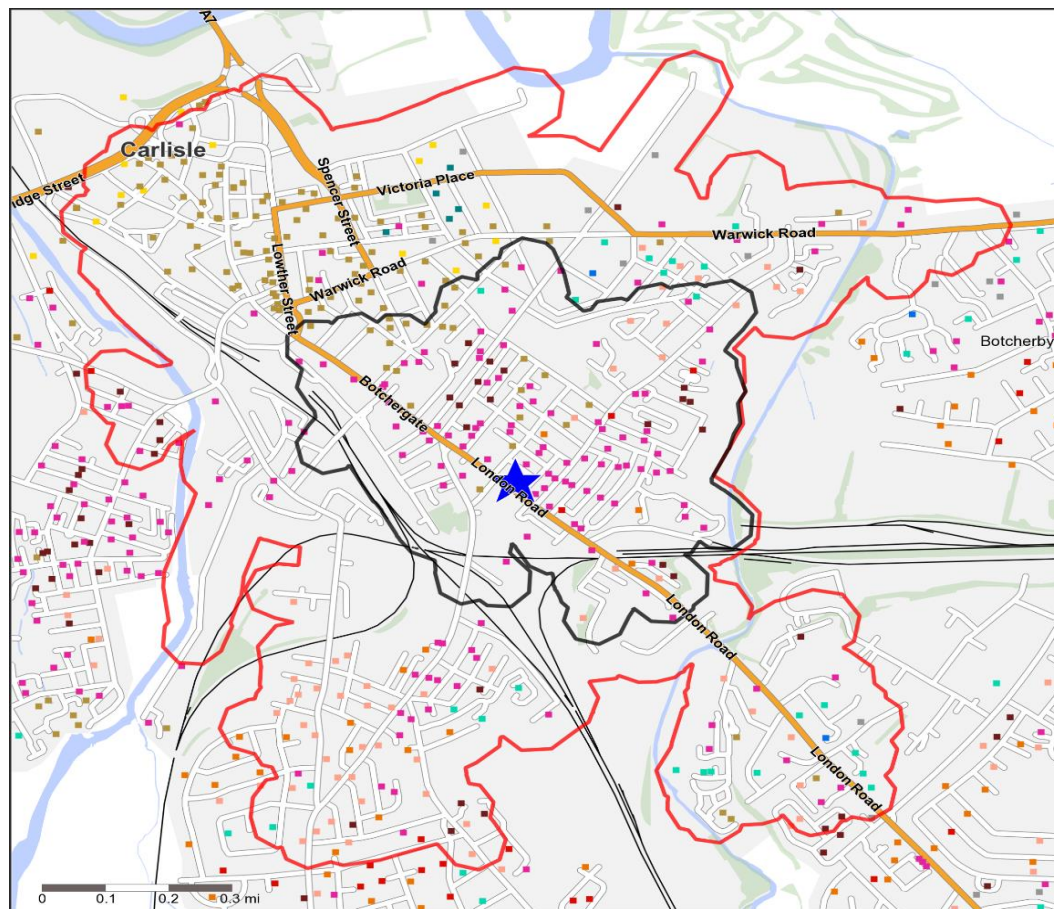 A7
Carlisle
idge Street
Spencer Street
Victoria Place
Warwick Road
Lowther Street
Warwick Road
Botcherby
Botchergate
London Road
London Road
London Road
0 0.1 0.2 0.3 mi